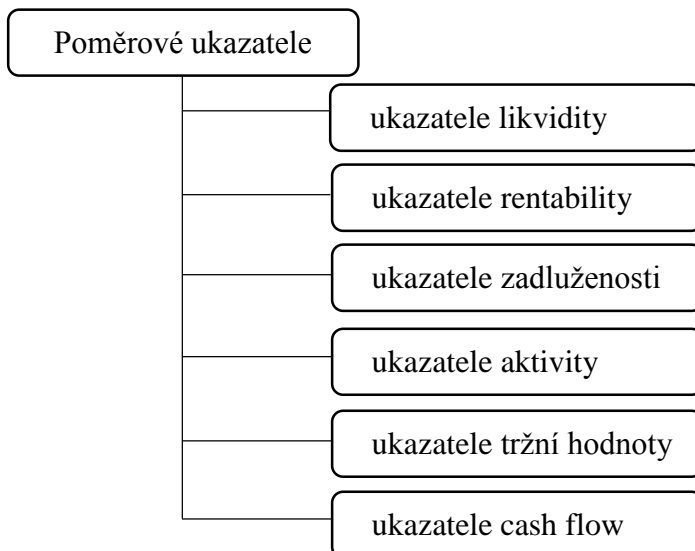 Poměrové ukazatele
ukazatele likvidity
ukazatele rentability
ukazatele zadluženosti
ukazatele aktivity
ukazatele tržní hodnoty
ukazatele cash flow